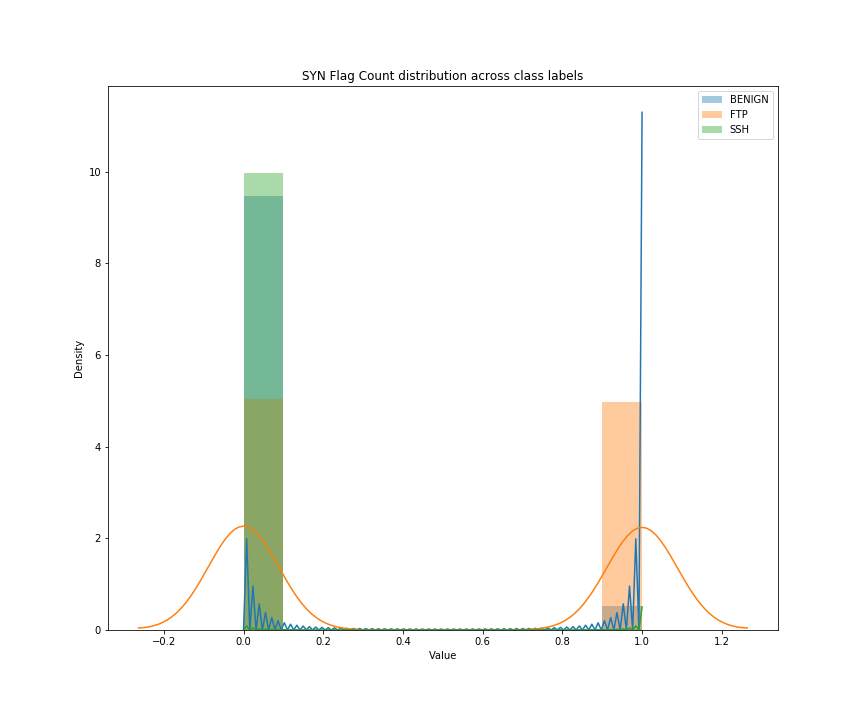 SYN Flag Count distribution across class labels
BENIGN
FTP
SSH
10
8
6
4
2
0
Density
−0.2
0.0
0.2
0.4
0.6
0.8
1.0
1.2
Value